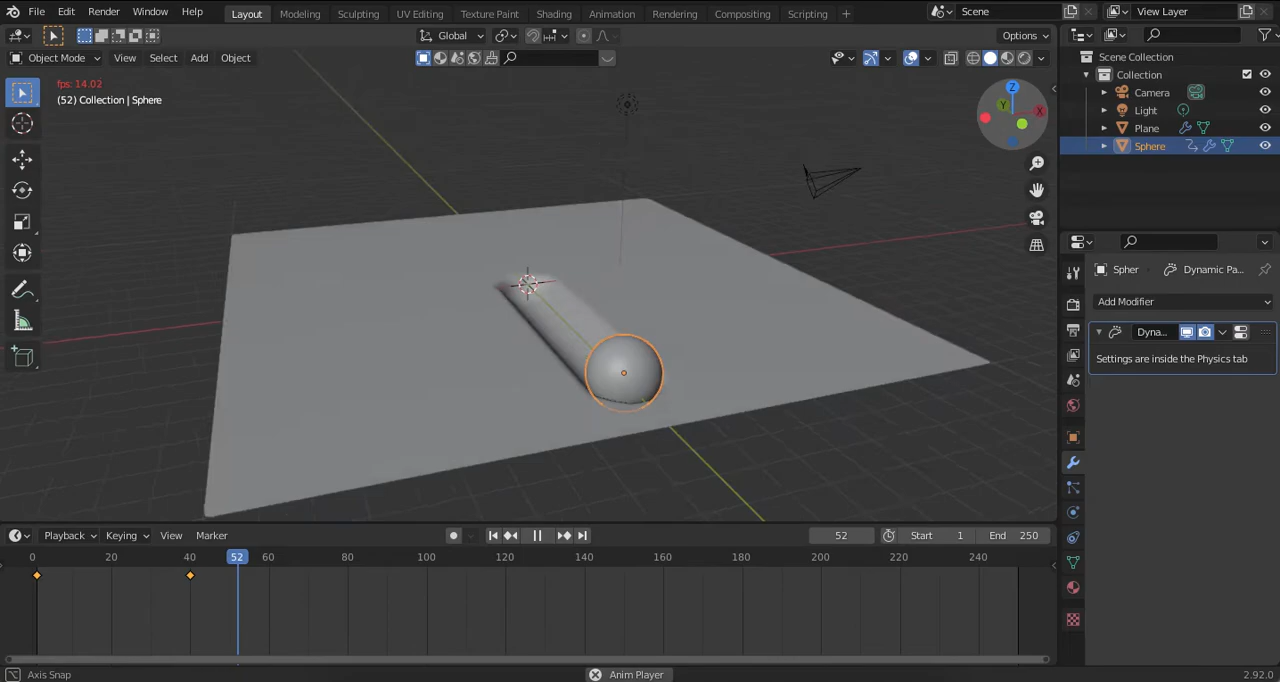 File Edit Render Window Help Layout Modeling Sculpting UV Editing Texture Paint Shading Animation Rendering Compositing Scripting + Scene View Layer
Global Options
Object Mode View Select Add Object
fps: 14.02
(52) Collection | Sphere
Z
Y
X
Scene Collection
Collection
Camera
Light
Plane
Sphere
Spher Dynamic Pa...
Add Modifier
Dyna...
Settings are inside the Physics tab
Playback Keying View Marker 52 Start 1 End 250
0 20 40 52 60 80 100 120 140 160 180 200 220 240
Axis Snap Anim Player 2.92.0